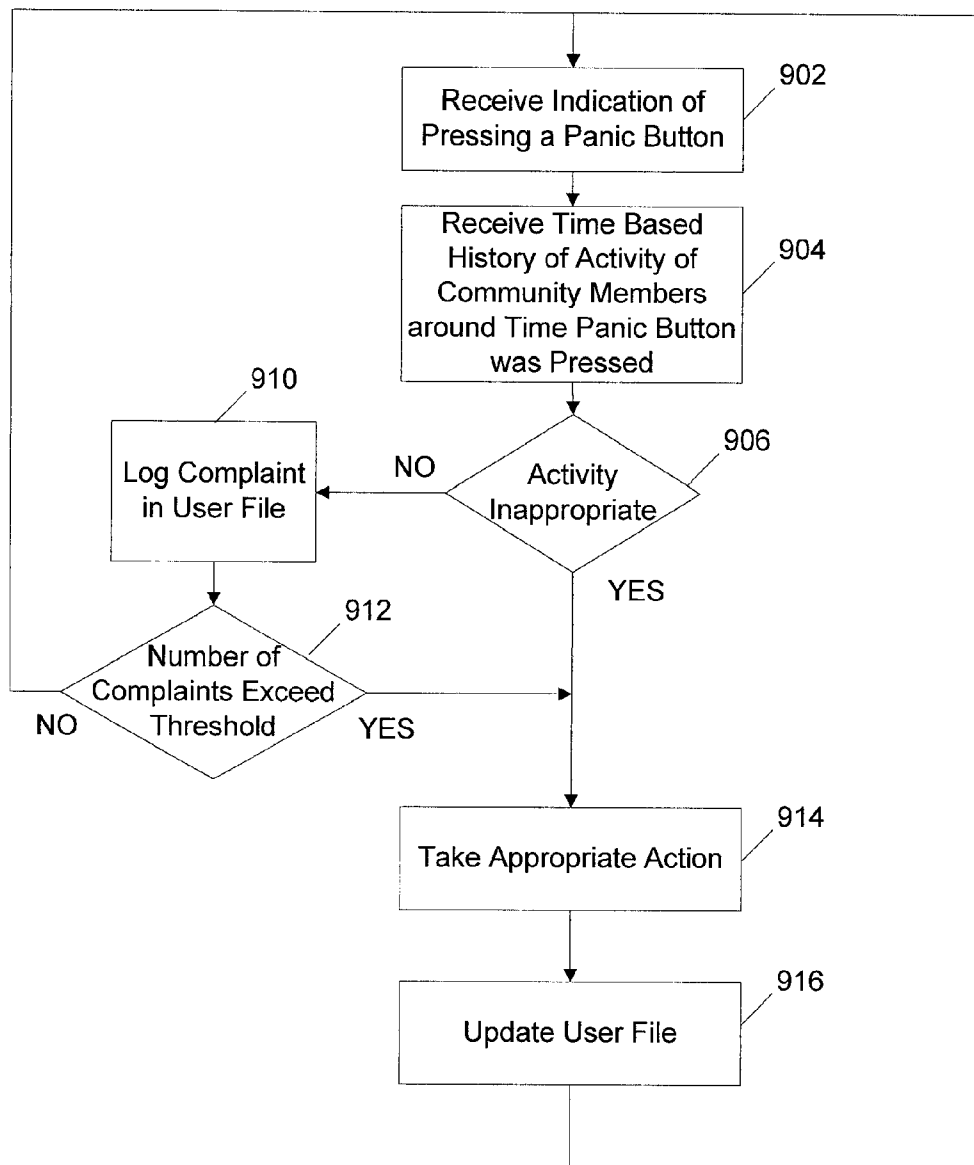 902
Receive Indication of
Pressing a Panic Button
Receive Time Based
History of Activity of
Community Members
around Time Panic Button
was Pressed
904
910
906
Log Complaint
in User File
NO
Activity
Inappropriate
YES
912
Number of
Complaints Exceed
Threshold
NO
YES
914
Take Appropriate Action
916
Update User File